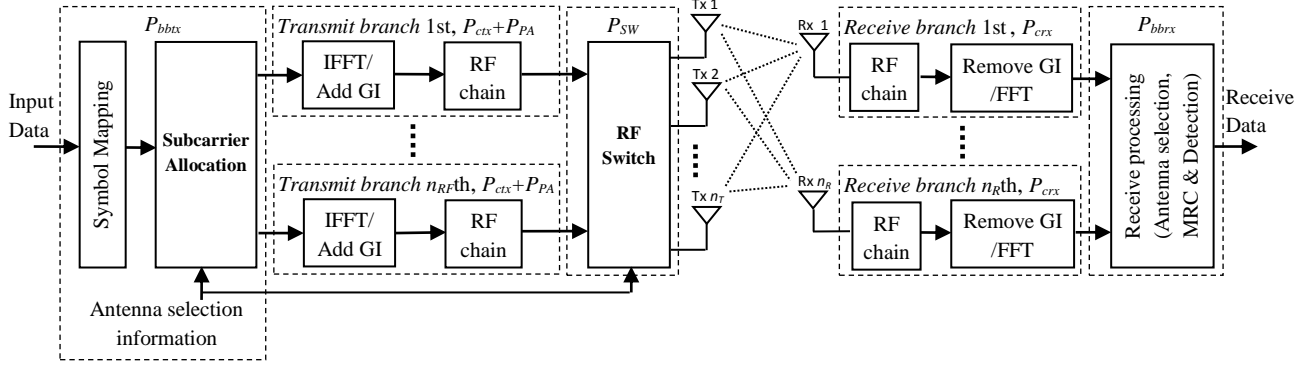 P_bbtx
Transmit branch 1st, P_ctx+P_PA
P_SW
Tx 1
Rx 1
Receive branch 1st , P_crx
P_bbrx
IFFT/
Add GI
RF
chain
RF
chain
Remove GI
/FFT
Tx 2
Input
Data
Symbol Mapping
Subcarrier
Allocation
RF
Switch
Receive processing
(Antenna selection,
MRC & Detection)
Receive
Data
Transmit branch n_RFth, P_ctx+P_PA
Rx n_R
Receive branch n_Rth, P_crx
Tx n_T
IFFT/
Add GI
RF
chain
RF
chain
Remove GI
/FFT
Antenna selection
information